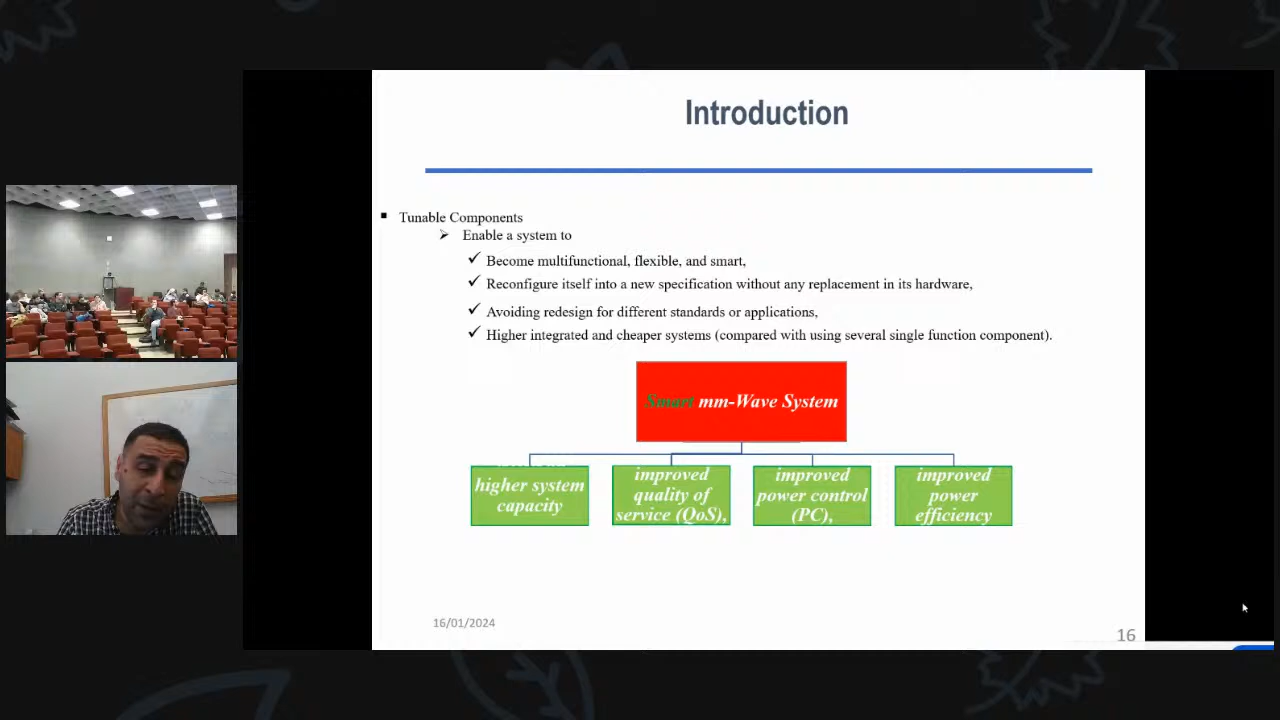 Introduction
Tunable Components
Enable a system to
Become multifunctional, flexible, and smart,
Reconfigure itself into a new specification without any replacement in its hardware,
Avoiding redesign for different standards or applications,
Higher integrated and cheaper systems (compared with using several single function component).
Smart mm-Wave System
higher system
capacity
improved
quality of
service (QoS),
improved
power control
(PC),
improved
power
efficiency
16/01/2024
16